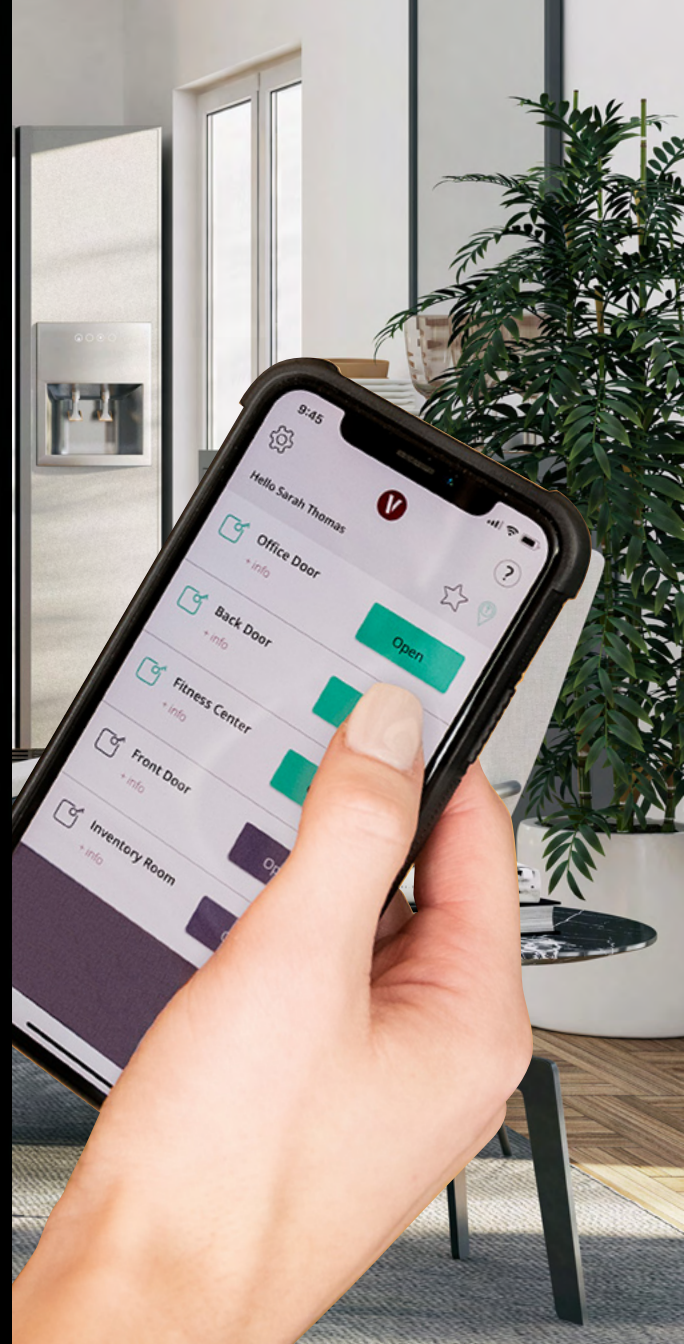 9:45
Hello Sarah Thomas
V
?
Office Door
+ info
Open
Back Door
+ info
Fitness Center
+ info
Front Door
+ info
Inventory Room
+ info